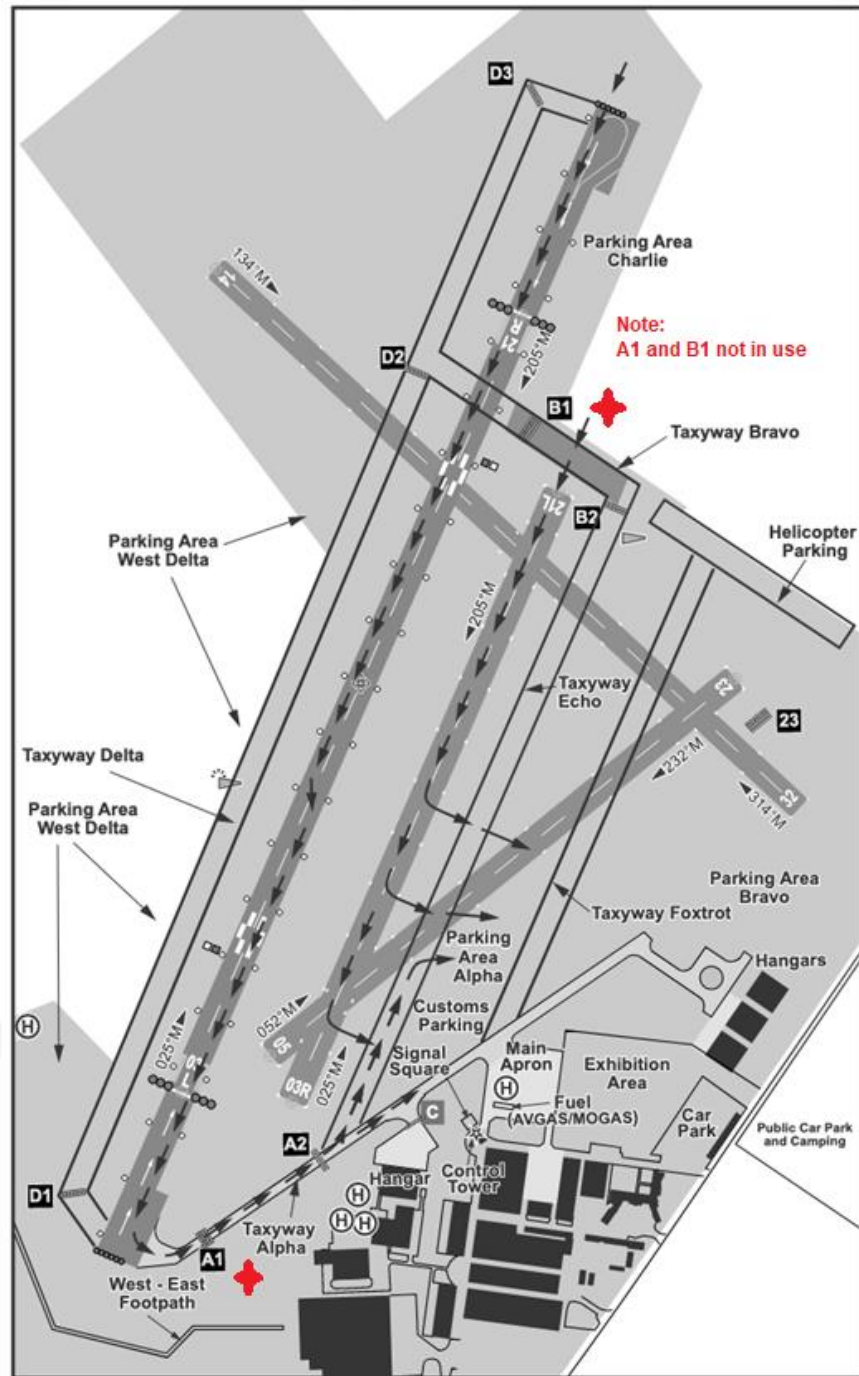 D3
134°M
14
Parking Area
Charlie
Note:
A1 and B1 not in use
R 21
205°M
D2
B1
Taxyway Bravo
21L
B2
Helicopter
Parking
Parking Area
West Delta
205°M
Taxyway
Echo
23
23
232°M
314°M
32
Taxyway Delta
Parking Area
West Delta
Parking Area
Bravo
Taxyway Foxtrot
Parking
Area
Alpha
Hangars
Customs
Parking
052°M
05
025°M
03
L
H
03R
025°M
Signal
Square
Main
Apron
Exhibition
Area
H
Fuel
(AVGAS/MOGAS)
C
Car
Park
Public Car Park
and Camping
A2
Control
Tower
Hangar
H
H
H
D1
Taxyway
Alpha
A1
West - East
Footpath